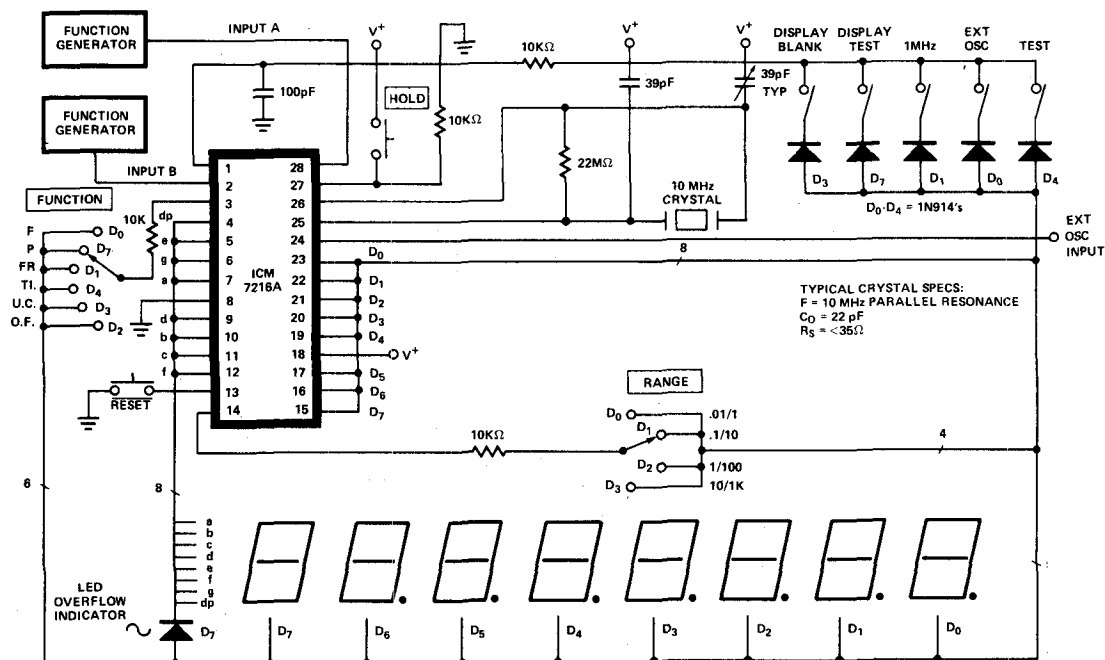 FUNCTION
GENERATOR
INPUT A
FUNCTION
GENERATOR
INPUT B
100pF
V+
HOLD
10KΩ
10KΩ
V+
39pF
V+
39pF
TYP
22MΩ
10 MHz
CRYSTAL
DISPLAY
BLANK
DISPLAY
TEST
1MHz
EXT
OSC
TEST
D3
D7
D1
D0
D4
D0-D4 = 1N914's
EXT
OSC
INPUT
FUNCTION
10K
F
D0
P
D7
FR
D1
TI.
D4
U.C.
D3
O.F.
D2
dp
e
g
a
d
b
c
f
RESET
1
2
3
4
5
6
7
8
9
10
11
12
13
14
ICM
7216A
28
27
26
25
24
23
22
21
20
19
18
17
16
15
D0
D1
D2
D3
D4
V+
D5
D6
D7
8
TYPICAL CRYSTAL SPECS:
F = 10 MHz PARALLEL RESONANCE
CO = 22 pF
RS = <35Ω
RANGE
10KΩ
D0
.01/1
D1
.1/10
D2
1/100
D3
10/1K
4
6
8
a
b
c
d
e
f
g
dp
LED
OVERFLOW
INDICATOR
D7
D7
D6
D5
D4
D3
D2
D1
D0